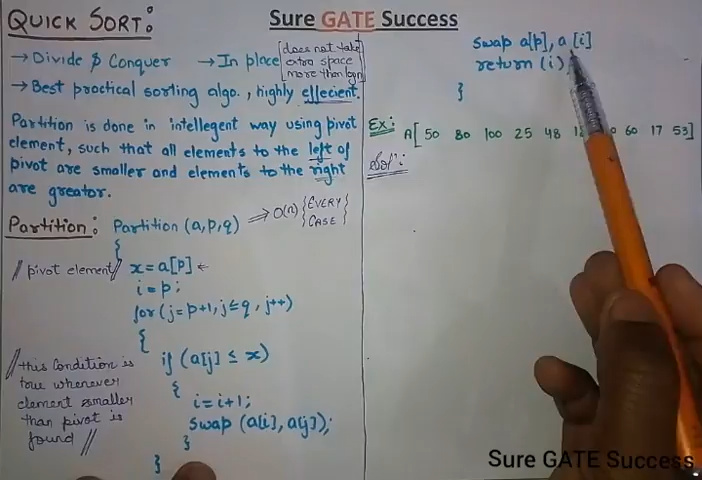 QUICK SORT:
Sure GATE Success
→ Divide & Conquer → In place [does not take extra space more than logn]
→ Best practical sorting algo., highly effecient.
Partition is done in intellegent way using pivot
element, such that all elements to the left of
pivot are smaller and elements to the right
are greator.
Partition: Partition (a,p,q) ⟹ O(n) {EVERY CASE}
{
// pivot element // x = a[p] ←
i = p;
for (j = p+1, j ≤ q, j++)
{
if (a[j] ≤ x)
{
i = i+1;
swap (a[i], a[j]);
}
}
// this Condition is
true whenever
element smaller
than pivot is
found //
swap a[p], a[i]
return (i)
}
Ex: A[ 50 80 100 25 48 60 17 53]
Sol:
Sure GATE Success